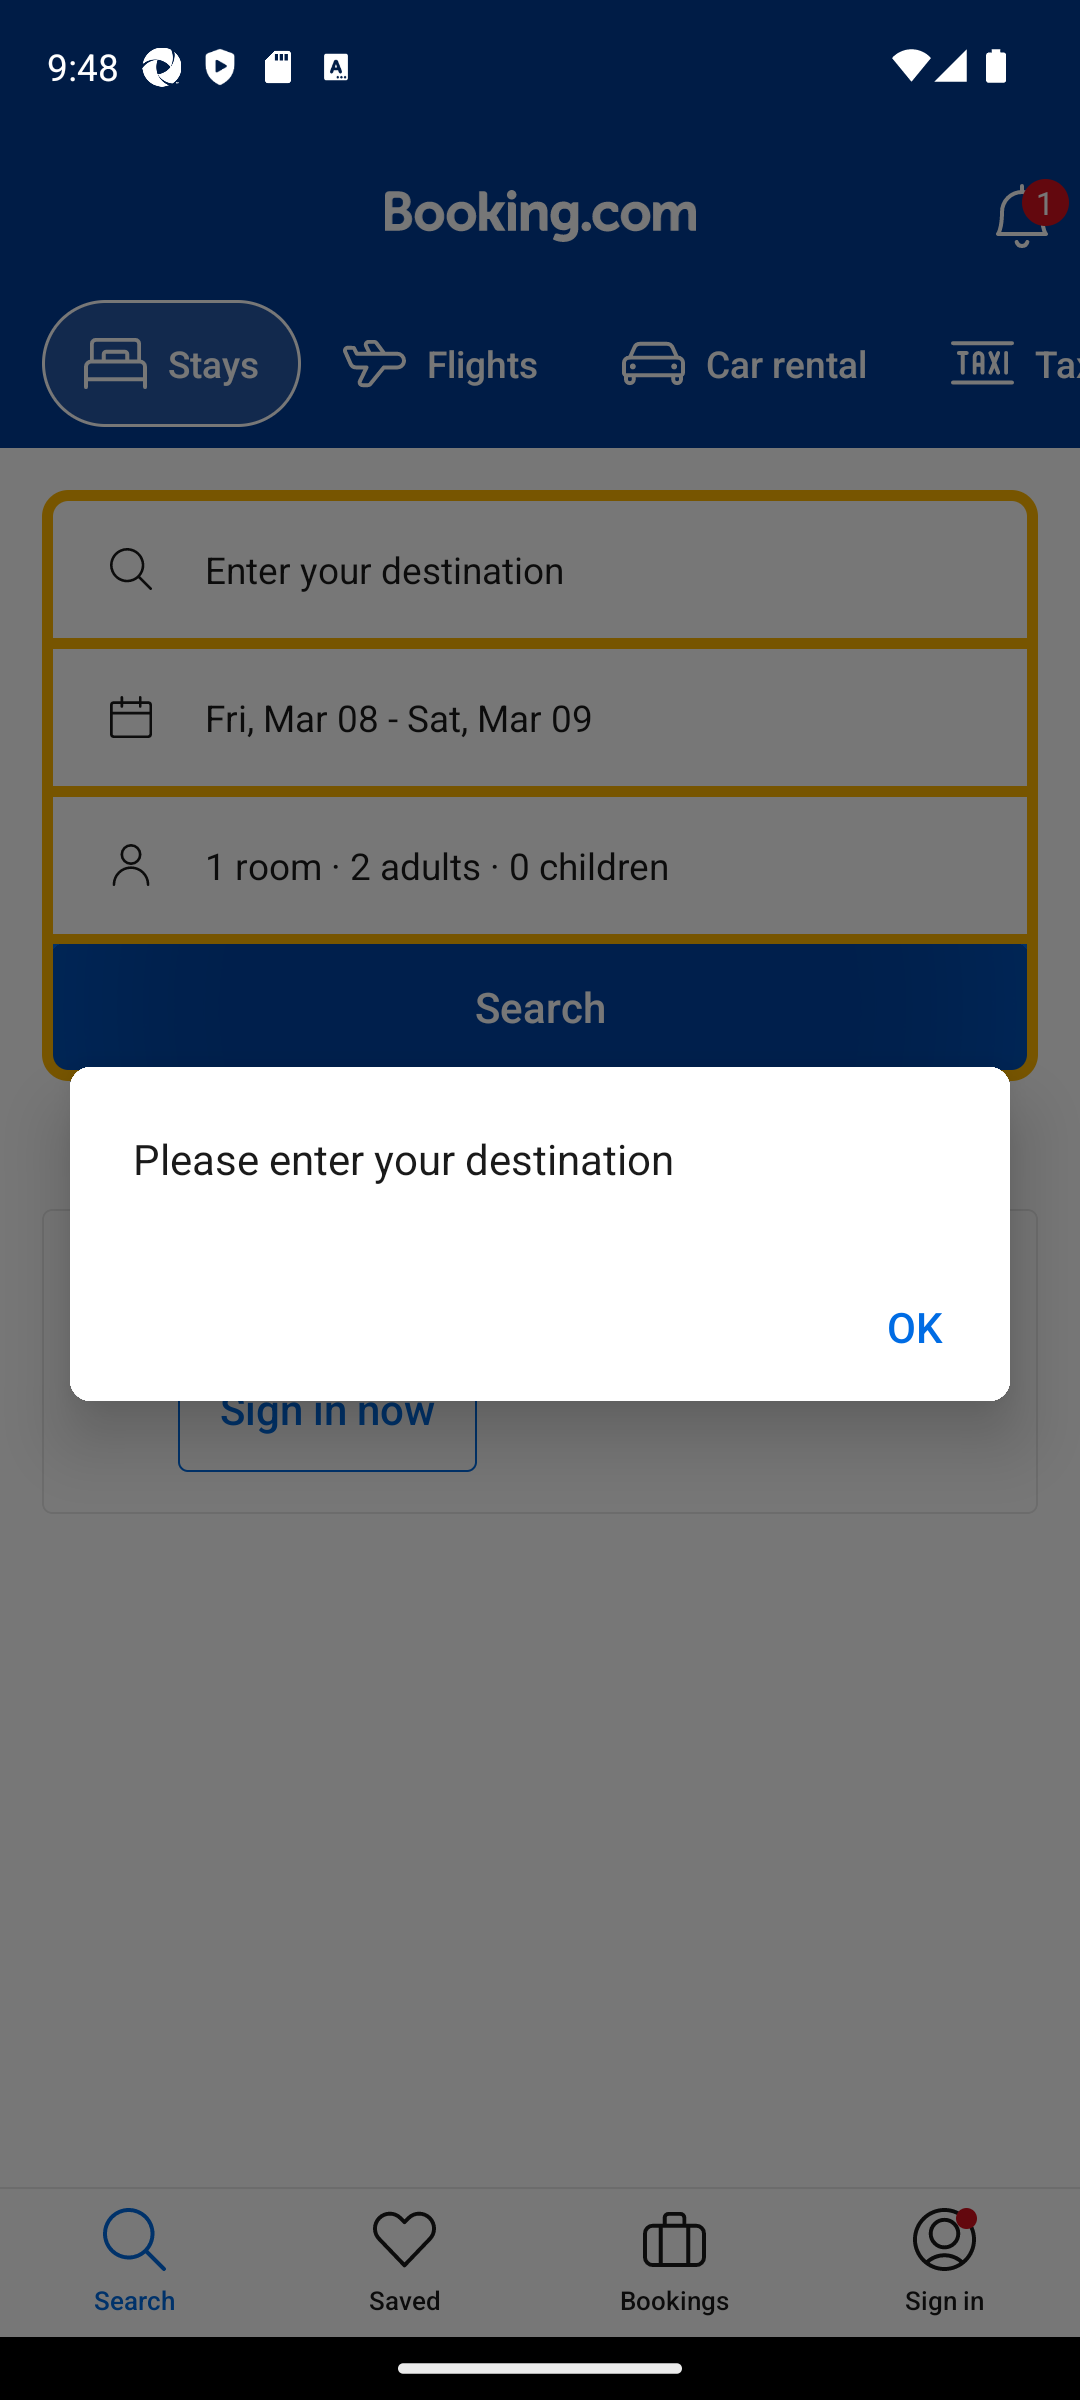 9:48
Booking.com
1
Stays
Flights
Car rental
TAXI
Enter your destination
Fri, Mar 08 - Sat, Mar 09
1 room · 2 adults · 0 children
Search
Please enter your destination
OK
Sign in now
Search
Saved
Bookings
Sign in